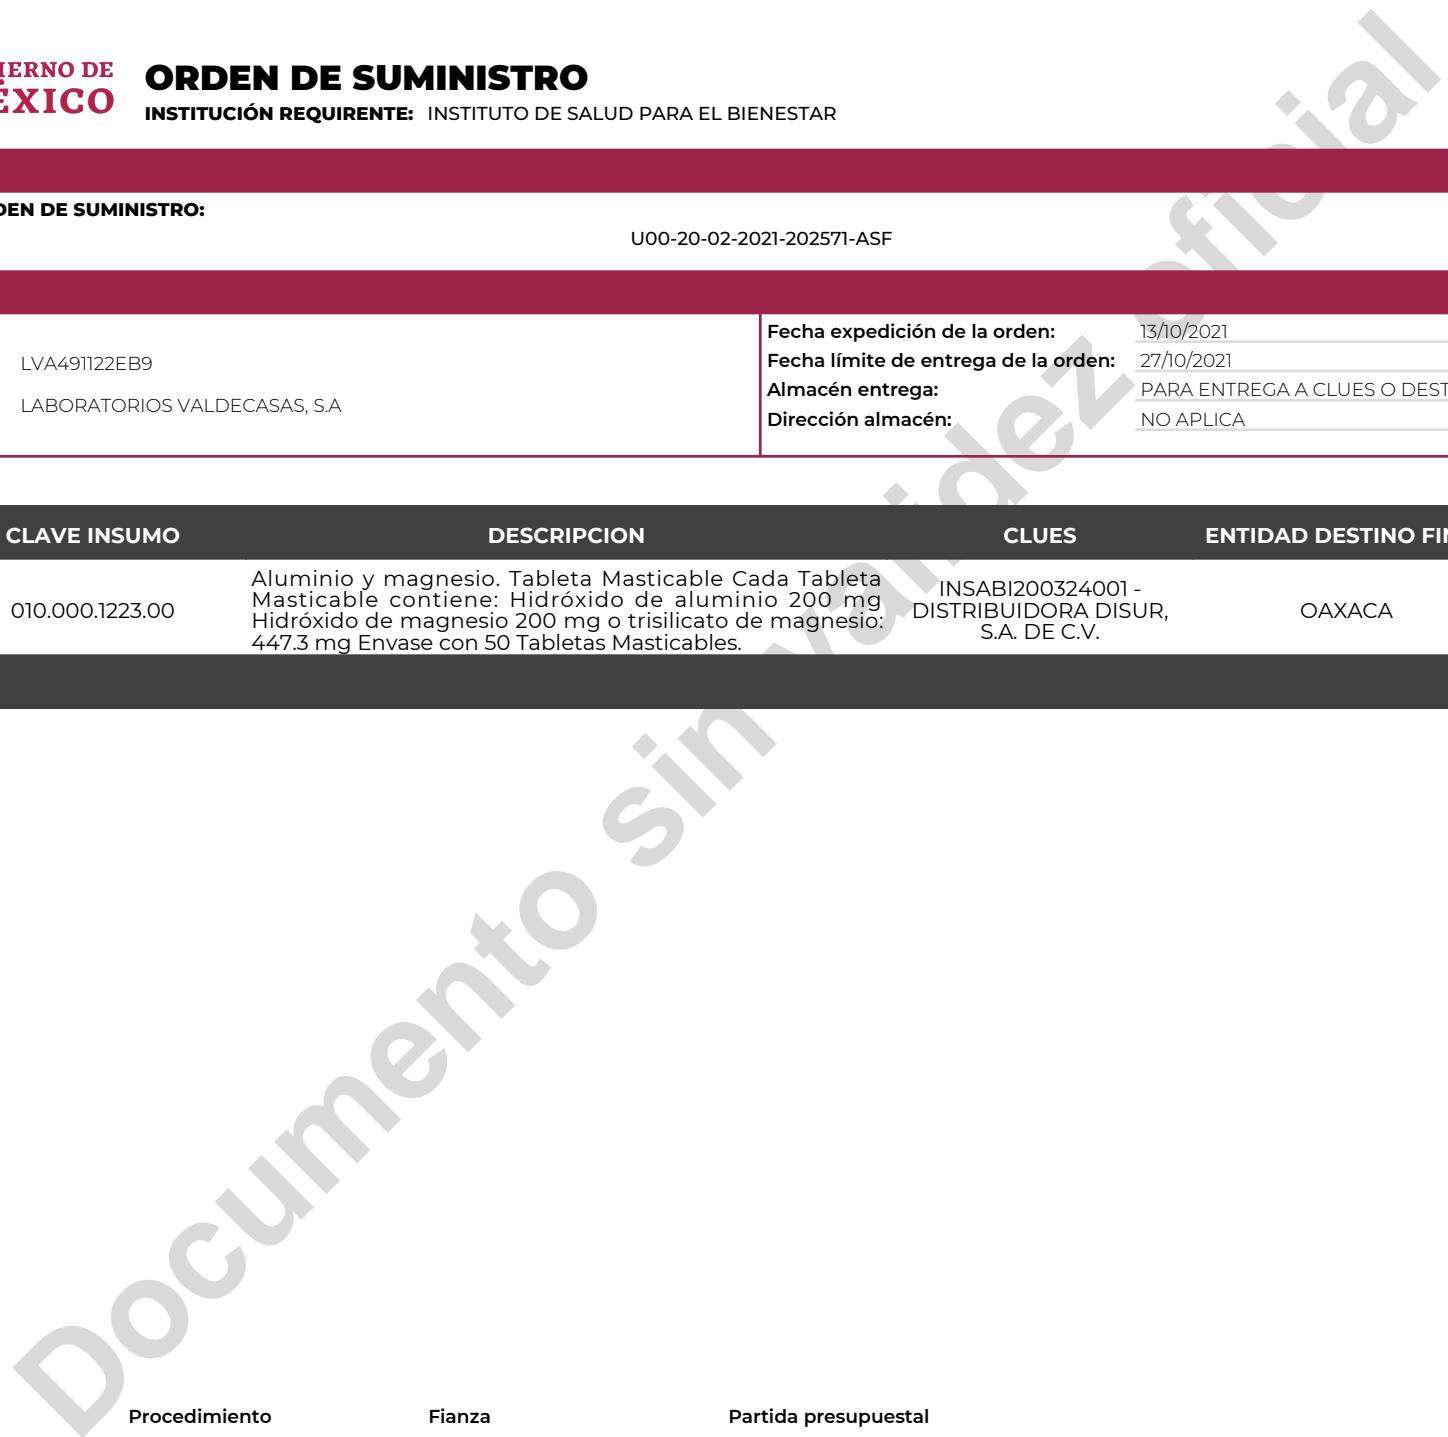 IERNO DE
ÉXICO
ORDEN DE SUMINISTRO
INSTITUCIÓN REQUIRENTE: INSTITUTO DE SALUD PARA EL BIENESTAR
DEN DE SUMINISTRO:
U00-20-02-2021-202571-ASF
LVA491122EB9
LABORATORIOS VALDECASAS, S.A
Fecha expedición de la orden: 13/10/2021
Fecha límite de entrega de la orden: 27/10/2021
Almacén entrega: PARA ENTREGA A CLUES O DEST
Dirección almacén: NO APLICA
CLAVE INSUMO DESCRIPCION CLUES ENTIDAD DESTINO FIN
010.000.1223.00
Aluminio y magnesio. Tableta Masticable Cada Tableta
Masticable contiene: Hidróxido de aluminio 200 mg
Hidróxido de magnesio 200 mg o trisilicato de magnesio:
447.3 mg Envase con 50 Tabletas Masticables.
INSABI200324001 -
DISTRIBUIDORA DISUR,
S.A. DE C.V.
OAXACA
Documento sin validez oficial
Procedimiento Fianza Partida presupuestal